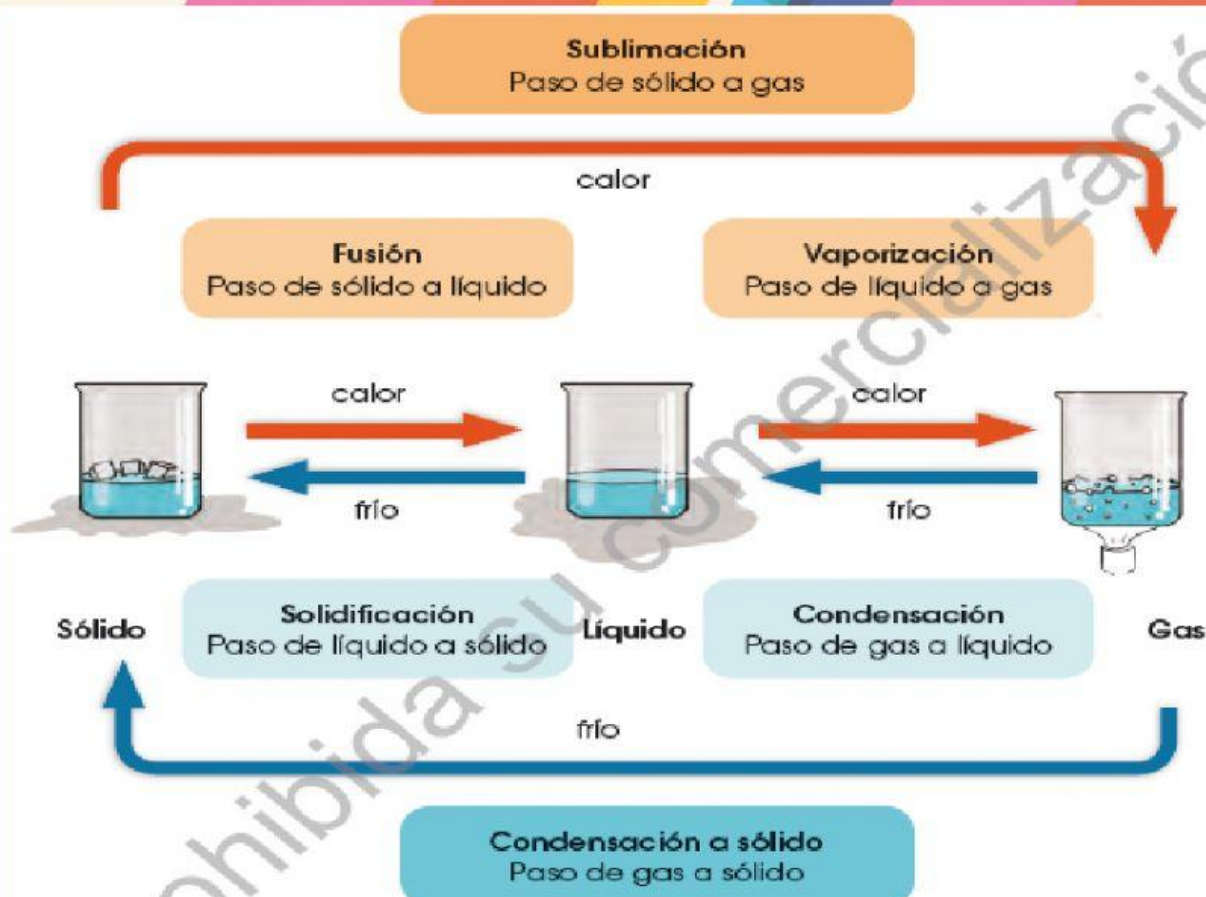 Sublimación
Paso de sólido a gas
calor
Fusión
Paso de sólido a líquido
Vaporización
Paso de líquido a gas
calor
calor
frío
frío
Sólido
Solidificación
Paso de líquido a sólido
Líquido
Condensación
Paso de gas a líquido
Gas
frío
Condensación a sólido
Paso de gas a sólido
su comercializació